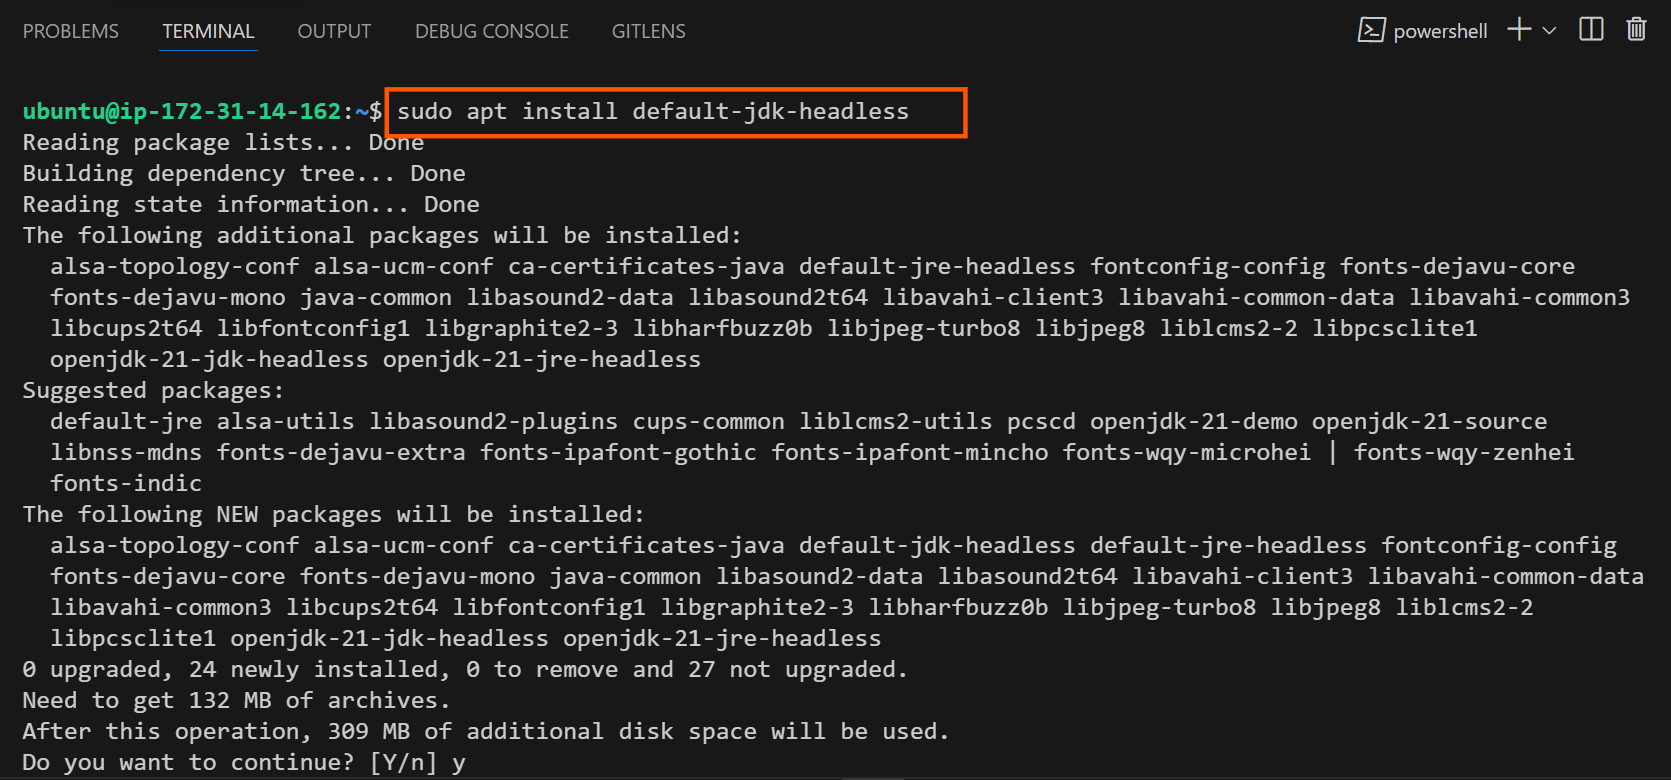 PROBLEMS TERMINAL OUTPUT DEBUG CONSOLE GITLENS powershell
ubuntu@ip-172-31-14-162:~$ sudo apt install default-jdk-headless
Reading package lists... Done
Building dependency tree... Done
Reading state information... Done
The following additional packages will be installed:
  alsa-topology-conf alsa-ucm-conf ca-certificates-java default-jre-headless fontconfig-config fonts-dejavu-core
  fonts-dejavu-mono java-common libasound2-data libasound2t64 libavahi-client3 libavahi-common-data libavahi-common3
  libcups2t64 libfontconfig1 libgraphite2-3 libharfbuzz0b libjpeg-turbo8 libjpeg8 liblcms2-2 libpcsclite1
  openjdk-21-jdk-headless openjdk-21-jre-headless
Suggested packages:
  default-jre alsa-utils libasound2-plugins cups-common liblcms2-utils pcscd openjdk-21-demo openjdk-21-source
  libnss-mdns fonts-dejavu-extra fonts-ipafont-gothic fonts-ipafont-mincho fonts-wqy-microhei | fonts-wqy-zenhei
  fonts-indic
The following NEW packages will be installed:
  alsa-topology-conf alsa-ucm-conf ca-certificates-java default-jdk-headless default-jre-headless fontconfig-config
  fonts-dejavu-core fonts-dejavu-mono java-common libasound2-data libasound2t64 libavahi-client3 libavahi-common-data
  libavahi-common3 libcups2t64 libfontconfig1 libgraphite2-3 libharfbuzz0b libjpeg-turbo8 libjpeg8 liblcms2-2
  libpcsclite1 openjdk-21-jdk-headless openjdk-21-jre-headless
0 upgraded, 24 newly installed, 0 to remove and 27 not upgraded.
Need to get 132 MB of archives.
After this operation, 309 MB of additional disk space will be used.
Do you want to continue? [Y/n] y